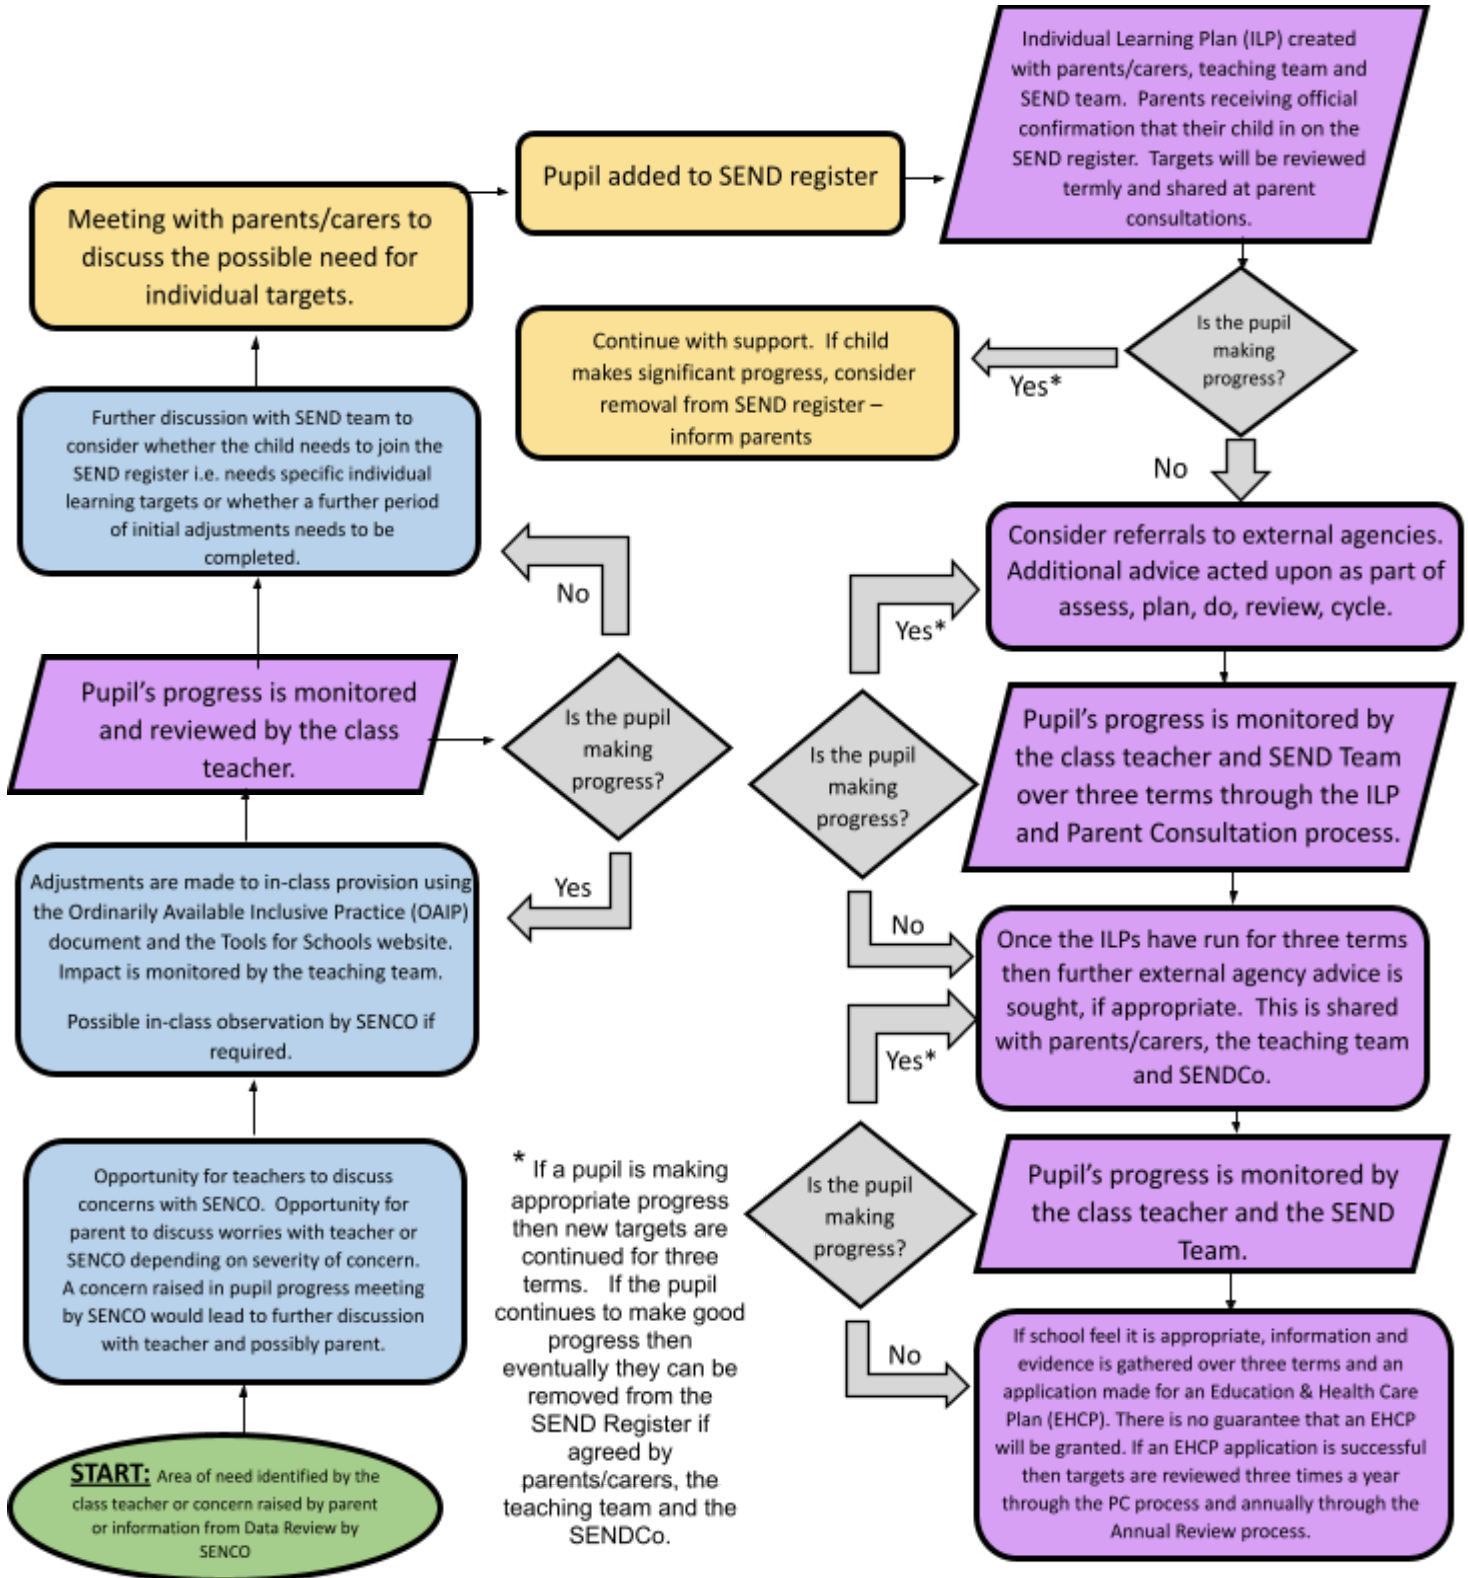 START: Area of need identified by the
class teacher or concern raised by parent
or information from Data Review by
SENCO
Opportunity for teachers to discuss
concerns with SENCO.  Opportunity for
parent to discuss worries with teacher or
SENCO depending on severity of concern.
A concern raised in pupil progress meeting
by SENCO would lead to further discussion
with teacher and possibly parent.
Adjustments are made to in-class provision using
the Ordinarily Available Inclusive Practice (OAIP)
document and the Tools for Schools website.
Impact is monitored by the teaching team.
Possible in-class observation by SENCO if
required.
Pupil's progress is monitored
and reviewed by the class
teacher.
Is the pupil
making
progress?
Yes
No
Further discussion with SEND team to
consider whether the child needs to join the
SEND register i.e. needs specific individual
learning targets or whether a further period
of initial adjustments needs to be
completed.
Meeting with parents/carers to
discuss the possible need for
individual targets.
Pupil added to SEND register
Individual Learning Plan (ILP) created
with parents/carers, teaching team and
SEND team.  Parents receiving official
confirmation that their child in on the
SEND register.  Targets will be reviewed
termly and shared at parent
consultations.
Is the pupil
making
progress?
Yes*
Continue with support.  If child
makes significant progress, consider
removal from SEND register –
inform parents
No
Consider referrals to external agencies.
Additional advice acted upon as part of
assess, plan, do, review, cycle.
Pupil's progress is monitored by
the class teacher and SEND Team
over three terms through the ILP
and Parent Consultation process.
Is the pupil
making
progress?
Yes*
No
Once the ILPs have run for three terms
then further external agency advice is
sought, if appropriate.  This is shared
with parents/carers, the teaching team
and SENDCo.
Pupil's progress is monitored by
the class teacher and the SEND
Team.
Is the pupil
making
progress?
Yes*
No
If school feel it is appropriate, information and
evidence is gathered over three terms and an
application made for an Education & Health Care
Plan (EHCP). There is no guarantee that an EHCP
will be granted. If an EHCP application is successful
then targets are reviewed three times a year
through the PC process and annually through the
Annual Review process.
* If a pupil is making
appropriate progress
then new targets are
continued for three
terms.   If the pupil
continues to make good
progress then
eventually they can be
removed from the
SEND Register if
agreed by
parents/carers, the
teaching team and the
SENDCo.